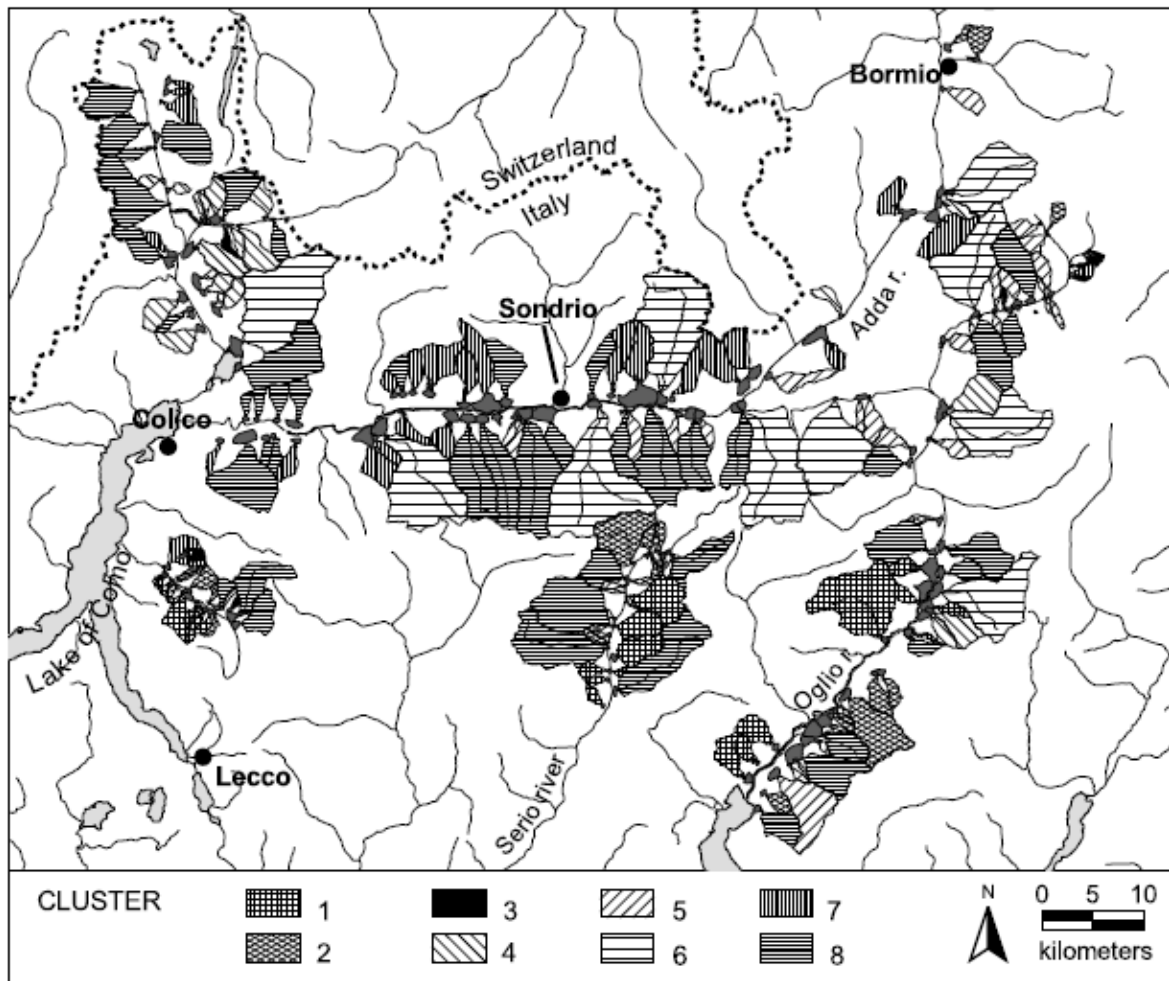 Bormio
Switzerland
Italy
Sondrio
Adda r.
Colico
Lake of Como
Oglio r.
Lecco
Serio river
CLUSTER
1
3
5
7
2
4
6
8
N
0 5 10
kilometers